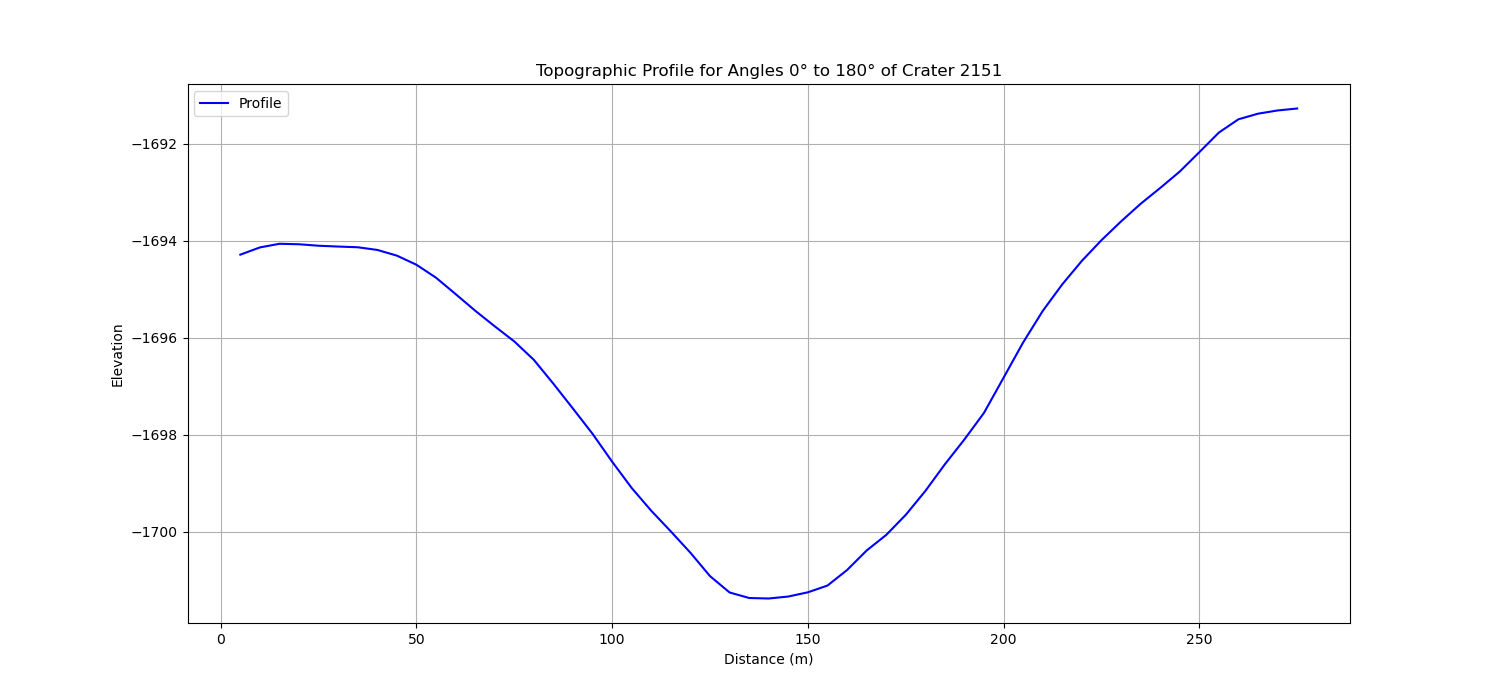 Topographic Profile for Angles 0° to 180° of Crater 2151
Profile
−1692
−1694
−1696
−1698
−1700
Elevation
0 50 100 150 200 250
Distance (m)